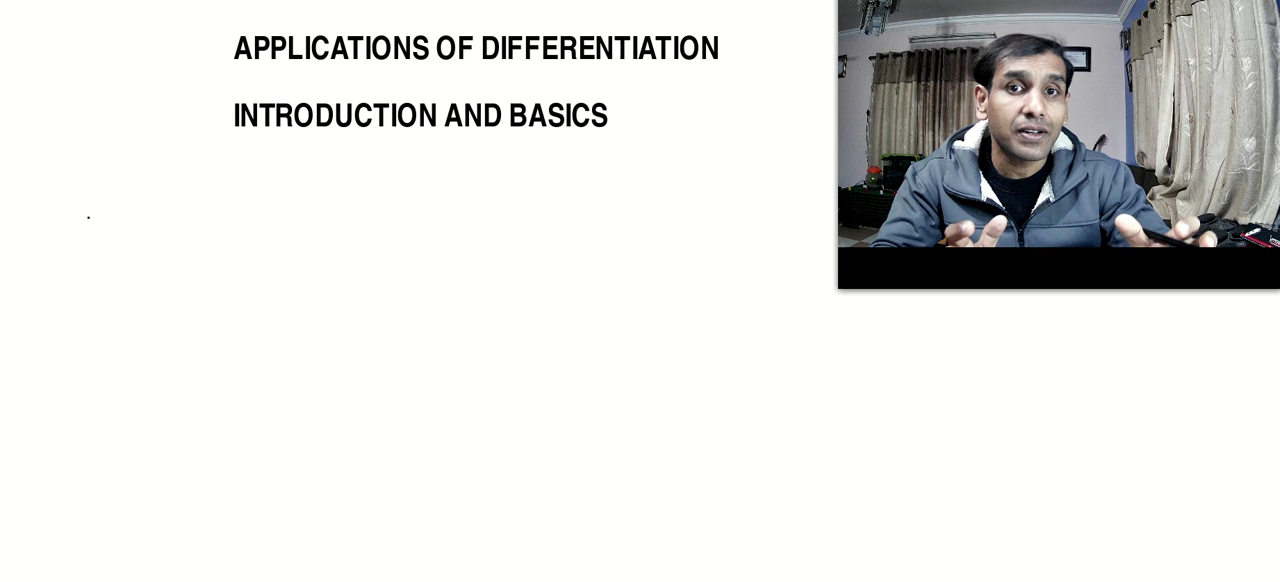 APPLICATIONS OF DIFFERENTIATION
INTRODUCTION AND BASICS